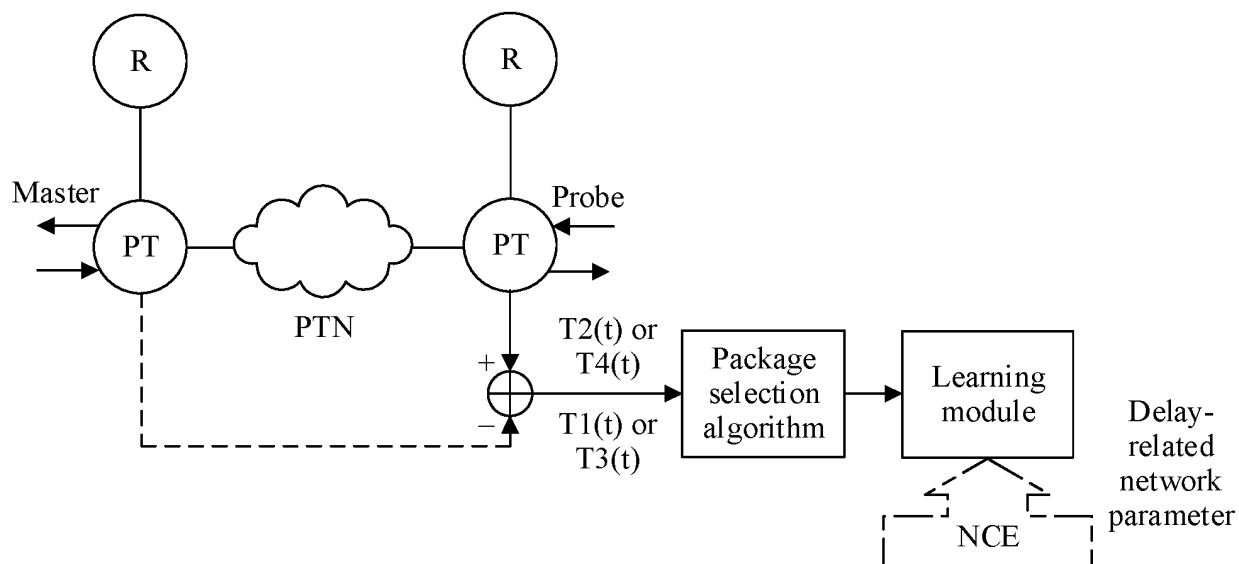 R
R
Master
Probe
PT
PT
PTN
+
−
T2(t) or
T4(t)
T1(t) or
T3(t)
Package
selection
algorithm
Learning
module
Delay-
related
network
parameter
NCE